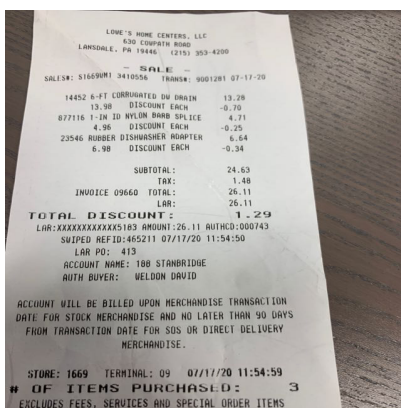 LOWE'S HOME CENTERS, LLC
630 COWPATH ROAD
LANSDALE, PA 19446 (215) 353-4200
- SALE -
SALES#: S1669VM1 3410556 TRANS#: 9001281 07-17-20
14452 6-FT CORRUGATED DW DRAIN 13.28
13.98 DISCOUNT EACH -0.70
877116 1-IN ID NYLON BARB SPLICE 4.71
4.96 DISCOUNT EACH -0.25
23546 RUBBER DISHWASHER ADAPTER 6.64
6.98 DISCOUNT EACH -0.34
SUBTOTAL: 24.63
TAX: 1.48
INVOICE 09660 TOTAL: 26.11
LAR: 26.11
TOTAL DISCOUNT: 1.29
LAR:XXXXXXXXXXXX5183 AMOUNT:26.11 AUTHCD:000743
SWIPED REFID:465211 07/17/20 11:54:50
LAR PO: 413
ACCOUNT NAME: 100 STANBRIDGE
AUTH BUYER: WELDON DAVID
ACCOUNT WILL BE BILLED UPON MERCHANDISE TRANSACTION
DATE FOR STOCK MERCHANDISE AND NO LATER THAN 90 DAYS
FROM TRANSACTION DATE FOR SOS OR DIRECT DELIVERY
MERCHANDISE.
STORE: 1669 TERMINAL: 09 07/17/20 11:54:59
# OF ITEMS PURCHASED: 3
EXCLUDES FEES, SERVICES AND SPECIAL ORDER ITEMS